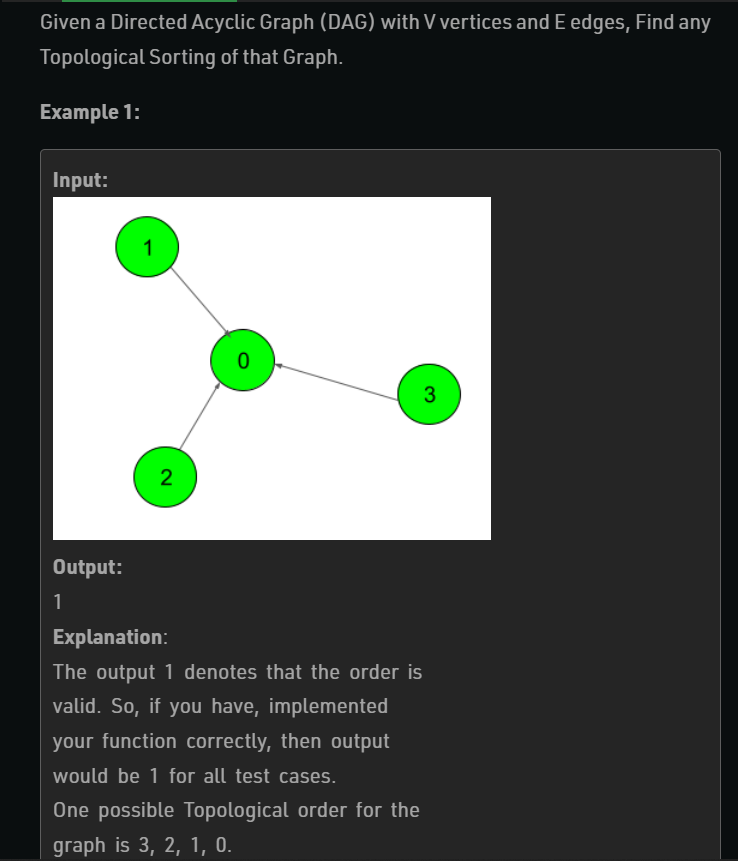 Given a Directed Acyclic Graph (DAG) with V vertices and E edges, Find any
Topological Sorting of that Graph.
Example 1:
Input:
1
0
3
2
Output:
1
Explanation:
The output 1 denotes that the order is
valid. So, if you have, implemented
your function correctly, then output
would be 1 for all test cases.
One possible Topological order for the
graph is 3, 2, 1, 0.